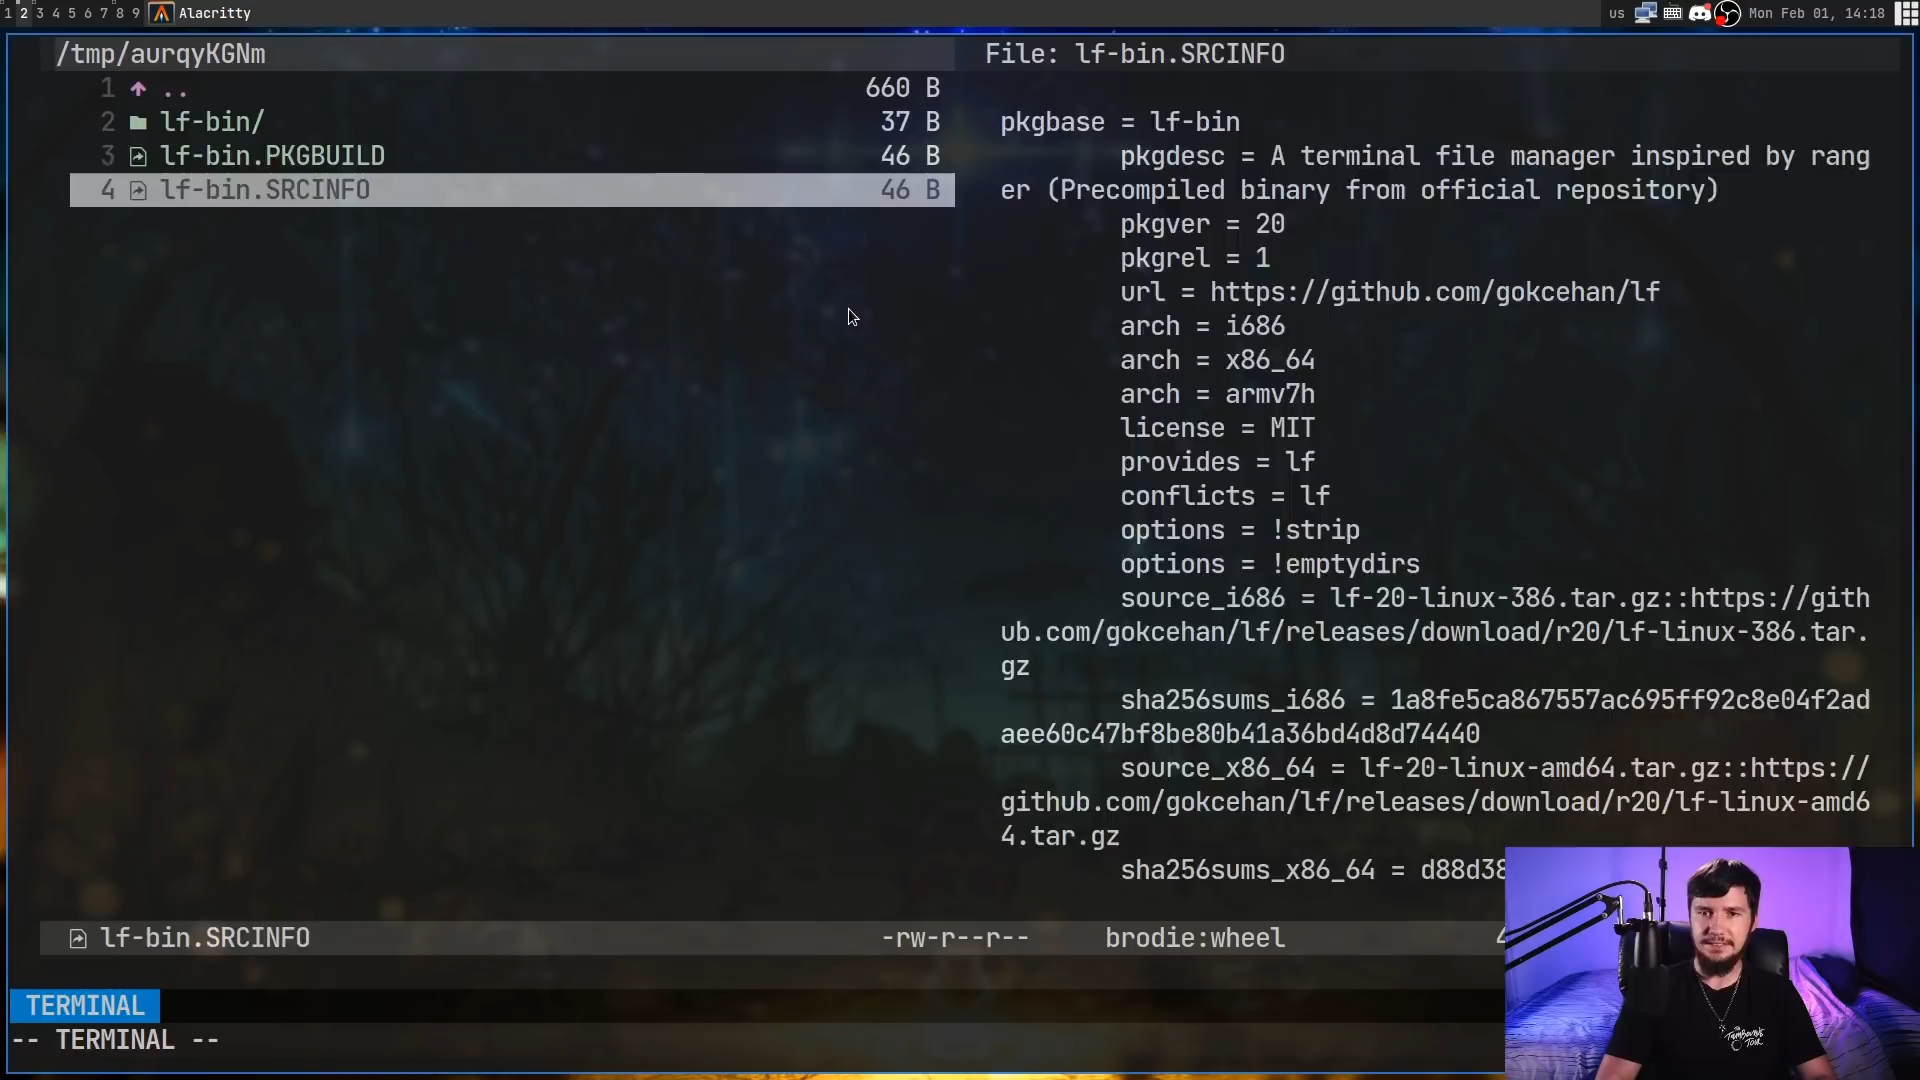 1 2 3 4 5 6 7 8 9 Alacritty us Mon Feb 01, 14:18
/tmp/aurqyKGNm
1 .. 660 B
2 lf-bin/ 37 B
3 lf-bin.PKGBUILD 46 B
4 lf-bin.SRCINFO 46 B
File: lf-bin.SRCINFO
pkgbase = lf-bin
pkgdesc = A terminal file manager inspired by rang
er (Precompiled binary from official repository)
pkgver = 20
pkgrel = 1
url = https://github.com/gokcehan/lf
arch = i686
arch = x86_64
arch = armv7h
license = MIT
provides = lf
conflicts = lf
options = !strip
options = !emptydirs
source_i686 = lf-20-linux-386.tar.gz::https://gith
ub.com/gokcehan/lf/releases/download/r20/lf-linux-386.tar.
gz
sha256sums_i686 = 1a8fe5ca867557ac695ff92c8e04f2ad
aee60c47bf8be80b41a36bd4d8d74440
source_x86_64 = lf-20-linux-amd64.tar.gz::https://
github.com/gokcehan/lf/releases/download/r20/lf-linux-amd6
4.tar.gz
sha256sums_x86_64 = d88d38
lf-bin.SRCINFO -rw-r--r-- brodie:wheel
TERMINAL
-- TERMINAL --